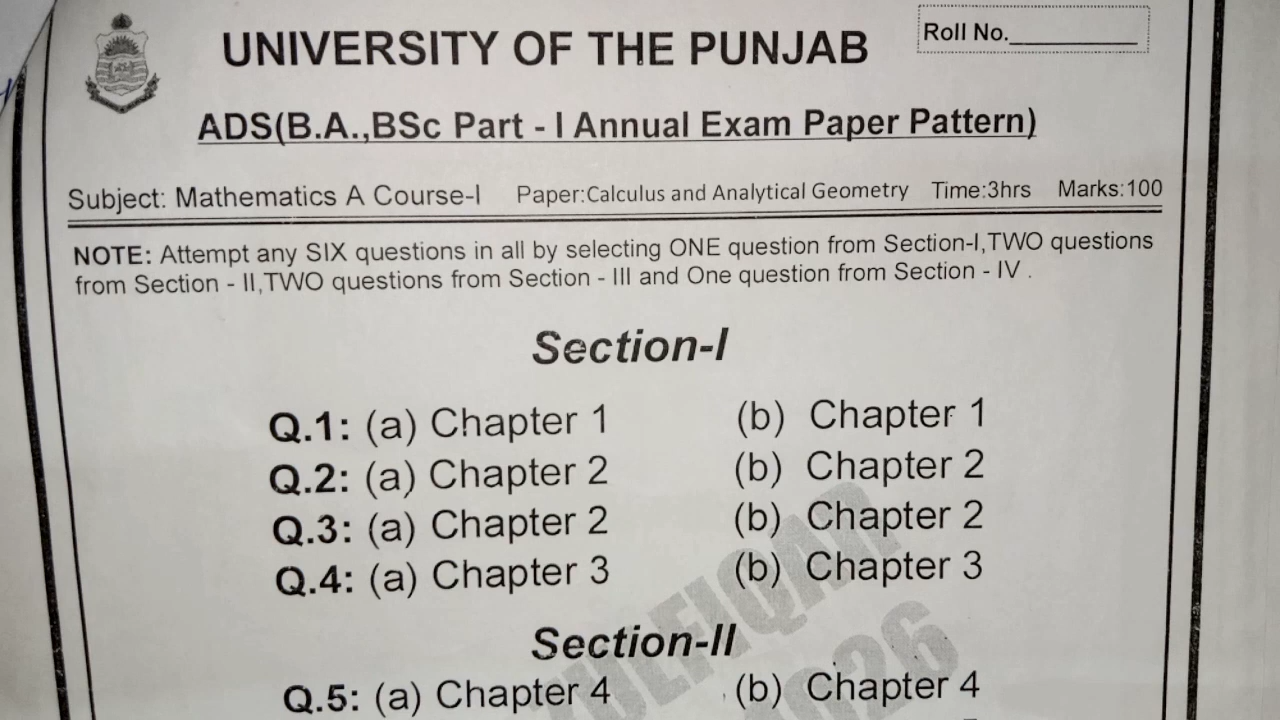 UNIVERSITY OF THE PUNJAB
Roll No.__________
ADS(B.A.,BSc Part - I Annual Exam Paper Pattern)
Subject: Mathematics A Course-I Paper:Calculus and Analytical Geometry Time:3hrs Marks:100
NOTE: Attempt any SIX questions in all by selecting ONE question from Section-I,TWO questions
from Section - II,TWO questions from Section - III and One question from Section - IV .
Section-I
Q.1: (a) Chapter 1 (b) Chapter 1
Q.2: (a) Chapter 2 (b) Chapter 2
Q.3: (a) Chapter 2 (b) Chapter 2
Q.4: (a) Chapter 3 (b) Chapter 3
Section-II
Q.5: (a) Chapter 4 (b) Chapter 4